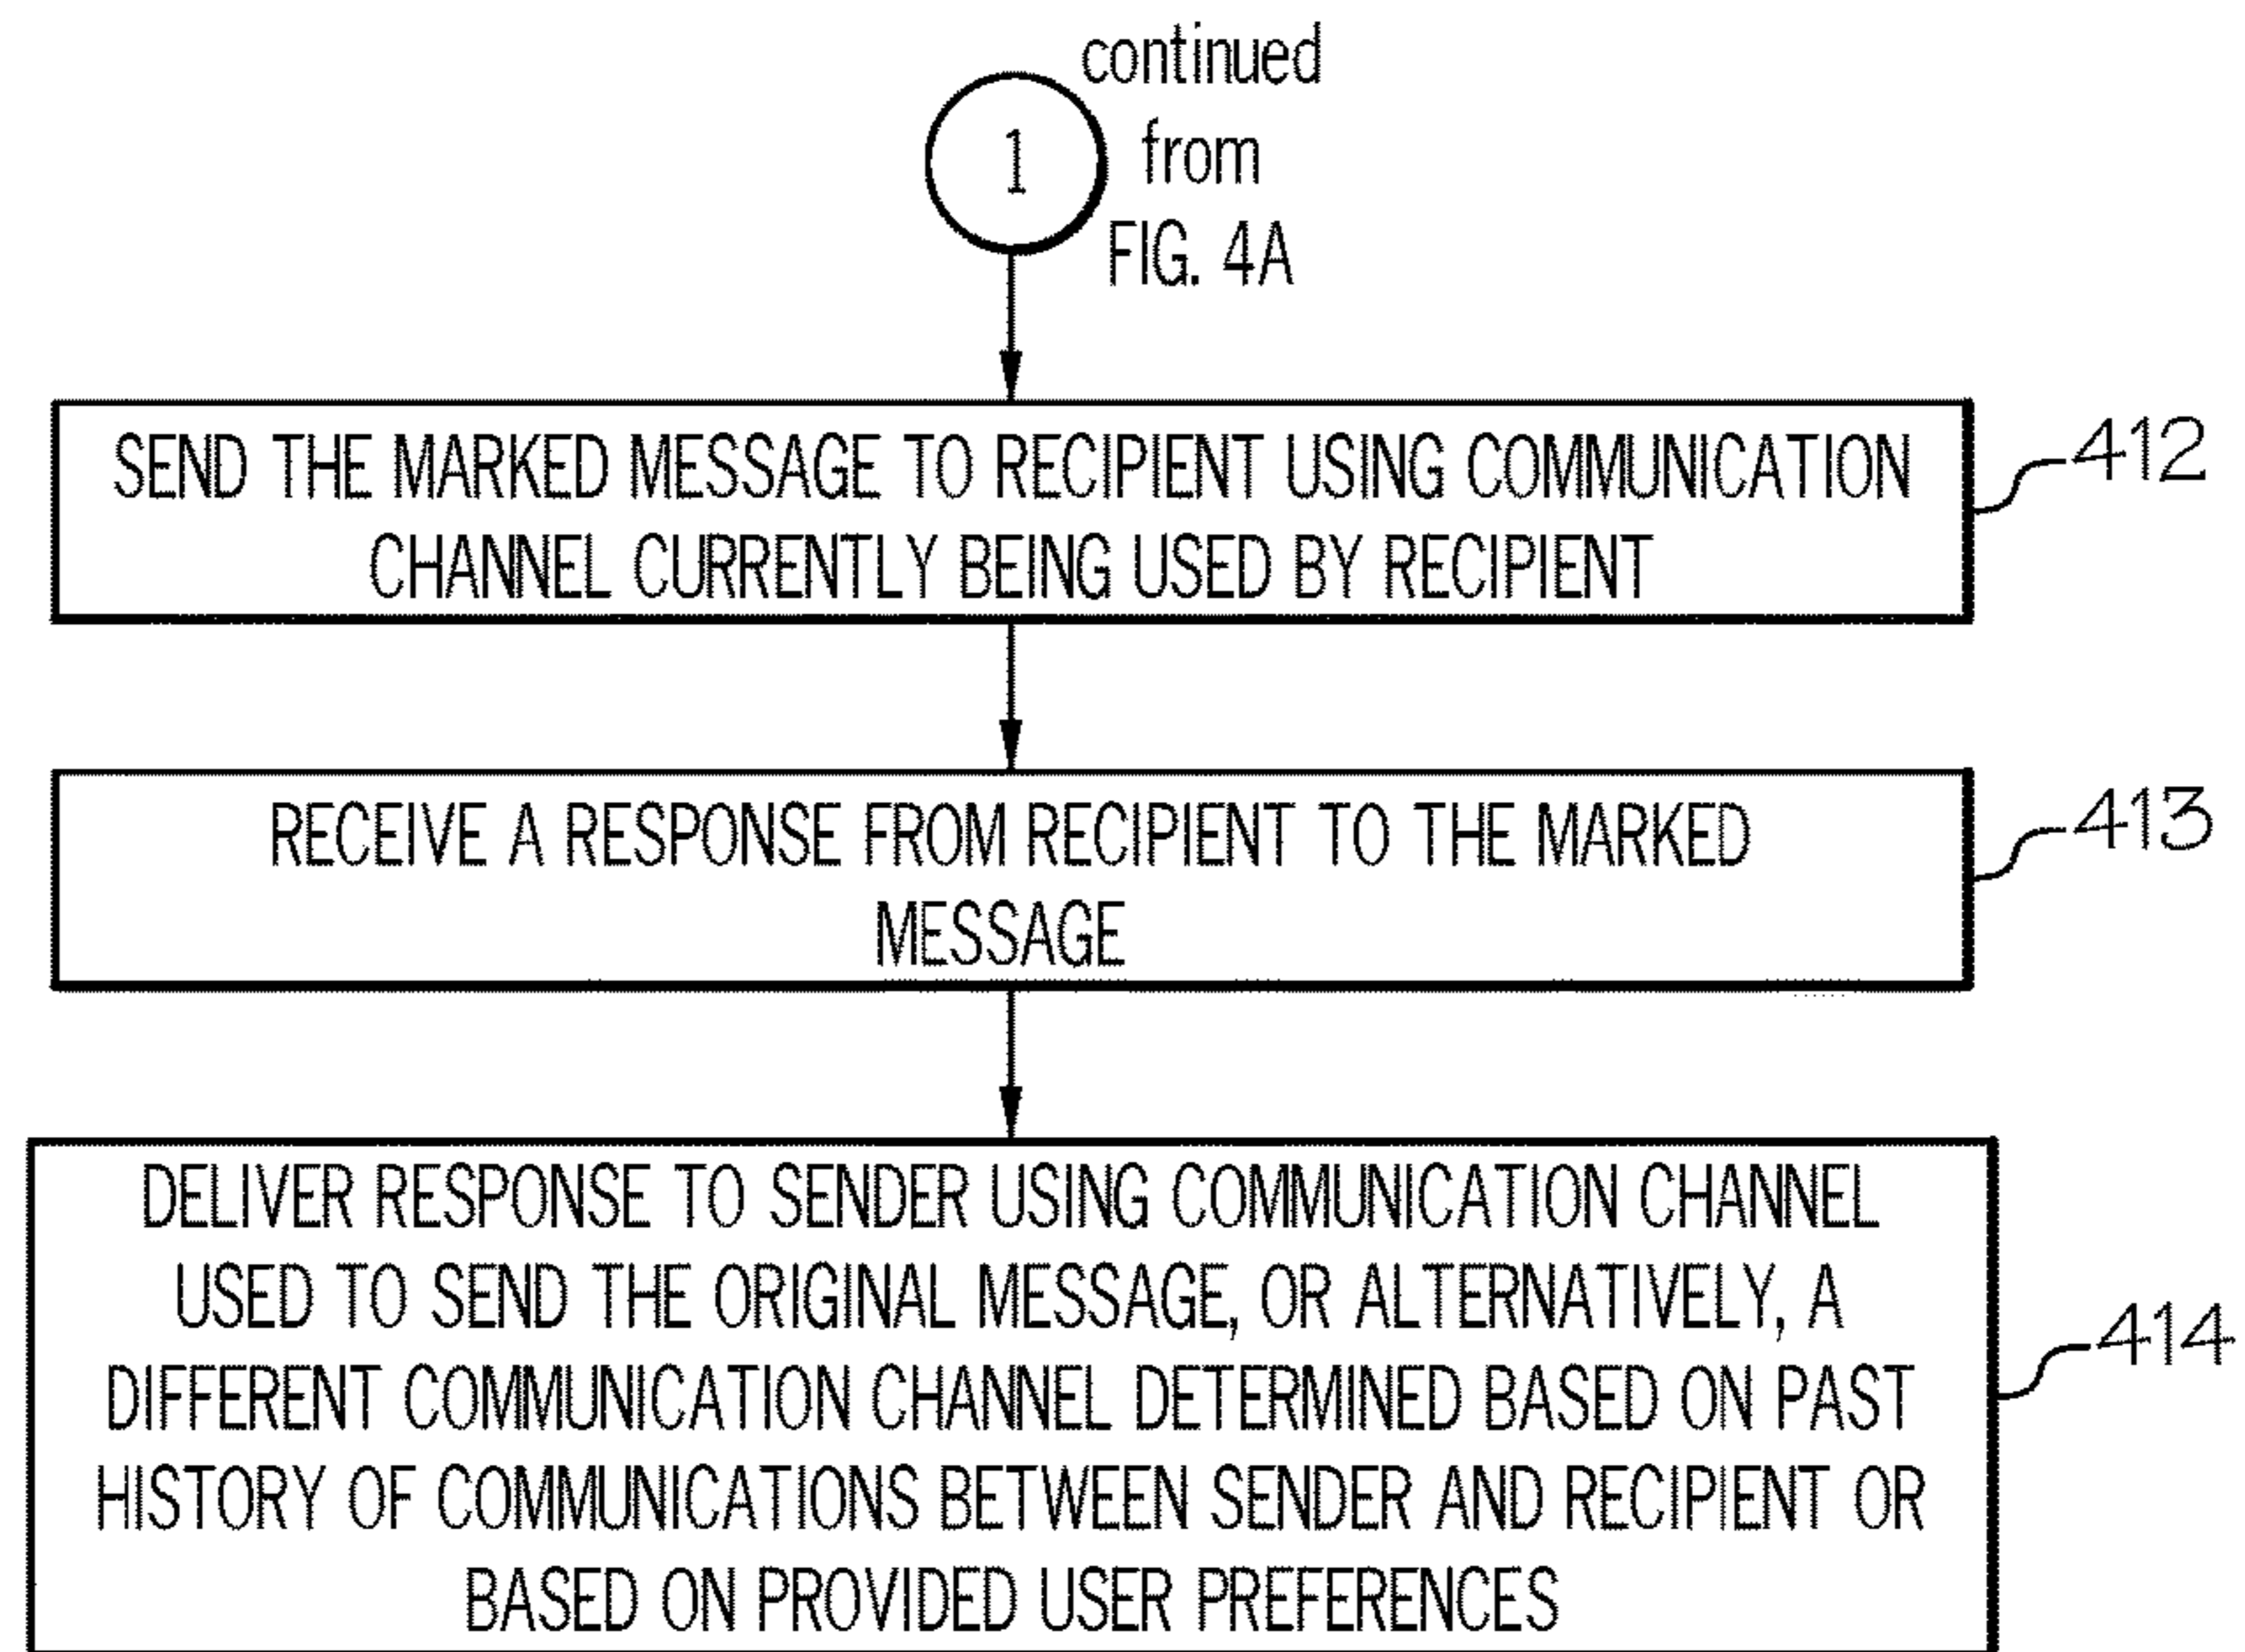 continued
from
FIG. 4A
1
SEND THE MARKED MESSAGE TO RECIPIENT USING COMMUNICATION
CHANNEL CURRENTLY BEING USED BY RECIPIENT
412
RECEIVE A RESPONSE FROM RECIPIENT TO THE MARKED
MESSAGE
413
DELIVER RESPONSE TO SENDER USING COMMUNICATION CHANNEL
USED TO SEND THE ORIGINAL MESSAGE, OR ALTERNATIVELY, A
DIFFERENT COMMUNICATION CHANNEL DETERMINED BASED ON PAST
HISTORY OF COMMUNICATIONS BETWEEN SENDER AND RECIPIENT OR
BASED ON PROVIDED USER PREFERENCES
414